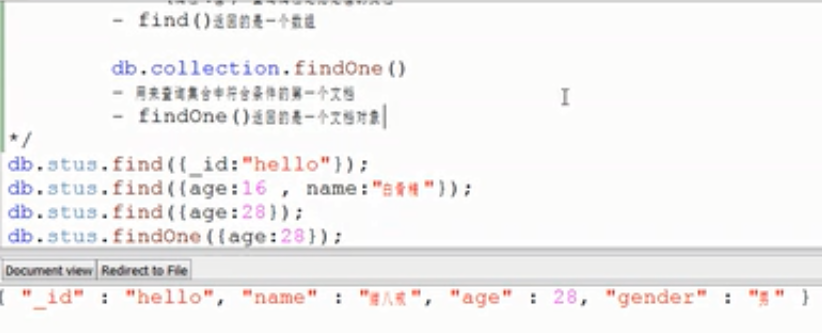 - find()返回的是一个数组
db.collection.findOne()
- 用来查询集合中符合条件的第一个文档
- findOne()返回的是一个文档对象
*/
db.stus.find({_id:"hello"});
db.stus.find({age:16 , name:"白骨精"});
db.stus.find({age:28});
db.stus.findOne({age:28});
Document view Redirect to File
{ "_id" : "hello", "name" : "猪八戒", "age" : 28, "gender" : "男" }